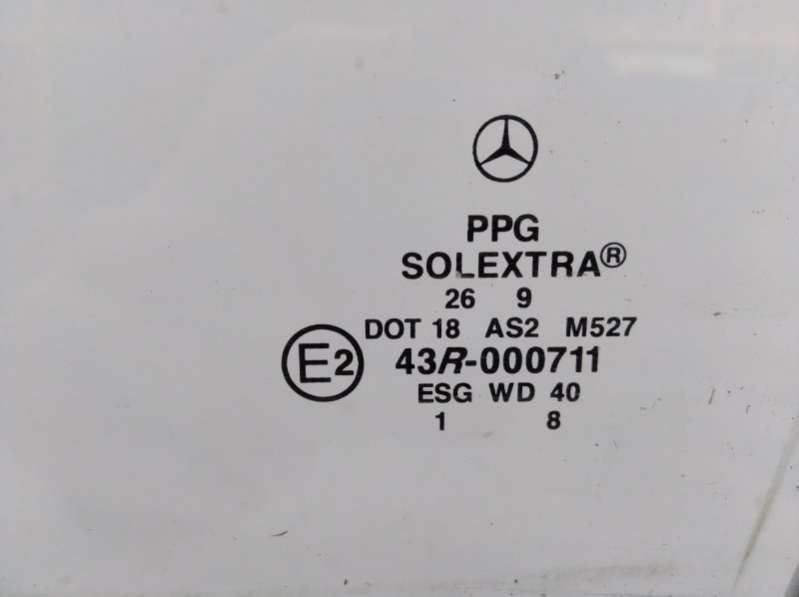 PPG
SOLEXTRA®
26 9
DOT 18 AS2 M527
E2 43R-000711
ESG WD 40
1 8